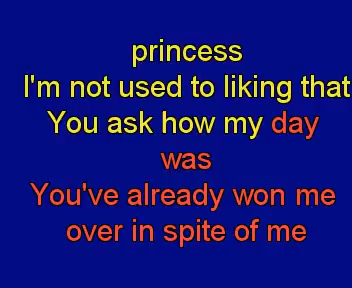 princess
I'm not used to liking that
You ask how my day
was
You've already won me
over in spite of me